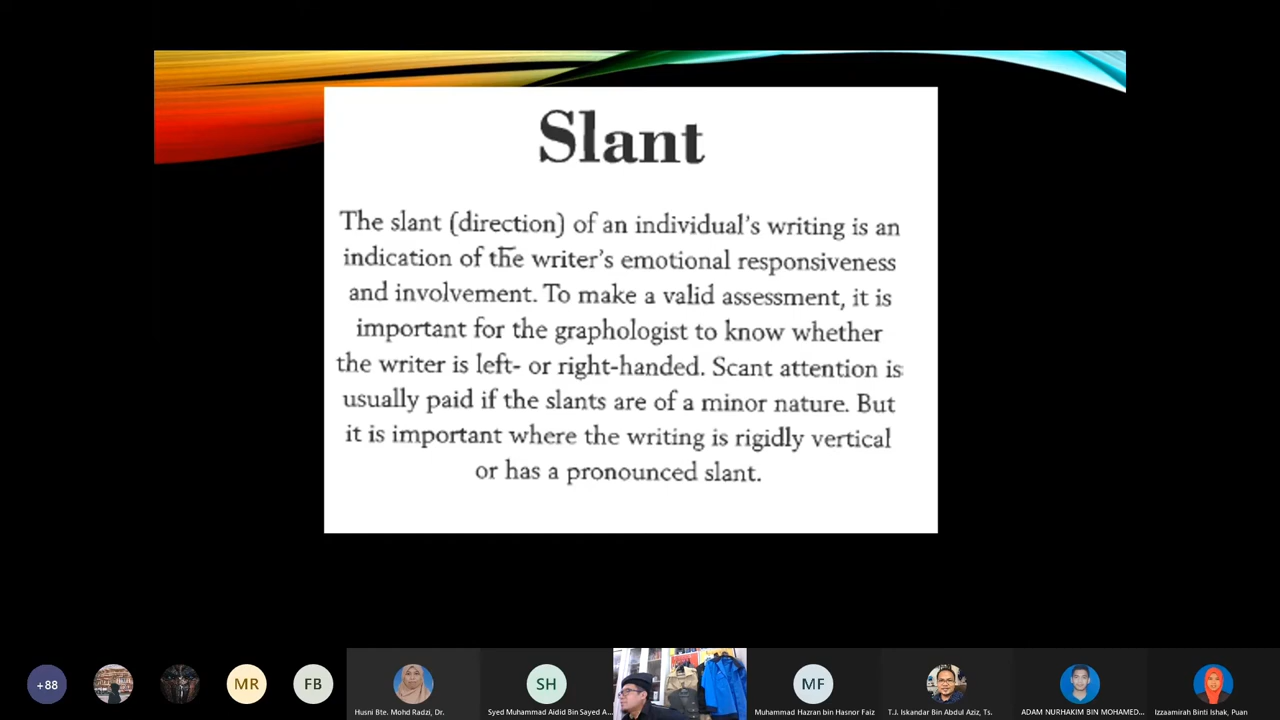 Slant
The slant (direction) of an individual's writing is an
indication of the writer's emotional responsiveness
and involvement. To make a valid assessment, it is
important for the graphologist to know whether
the writer is left- or right-handed. Scant attention is
usually paid if the slants are of a minor nature. But
it is important where the writing is rigidly vertical
or has a pronounced slant.
+88
MR
FB
SH
MF
Husni Bte. Mohd Radzi, Dr.
Syed Muhammad Aidid Bin Sayed A...
Muhammad Hazran bin Hasnor Faiz
T.J. Iskandar Bin Abdul Aziz, Ts.
ADAM NURHAKIM BIN MOHAMED...
Izzaamirah Binti Ishak, Puan